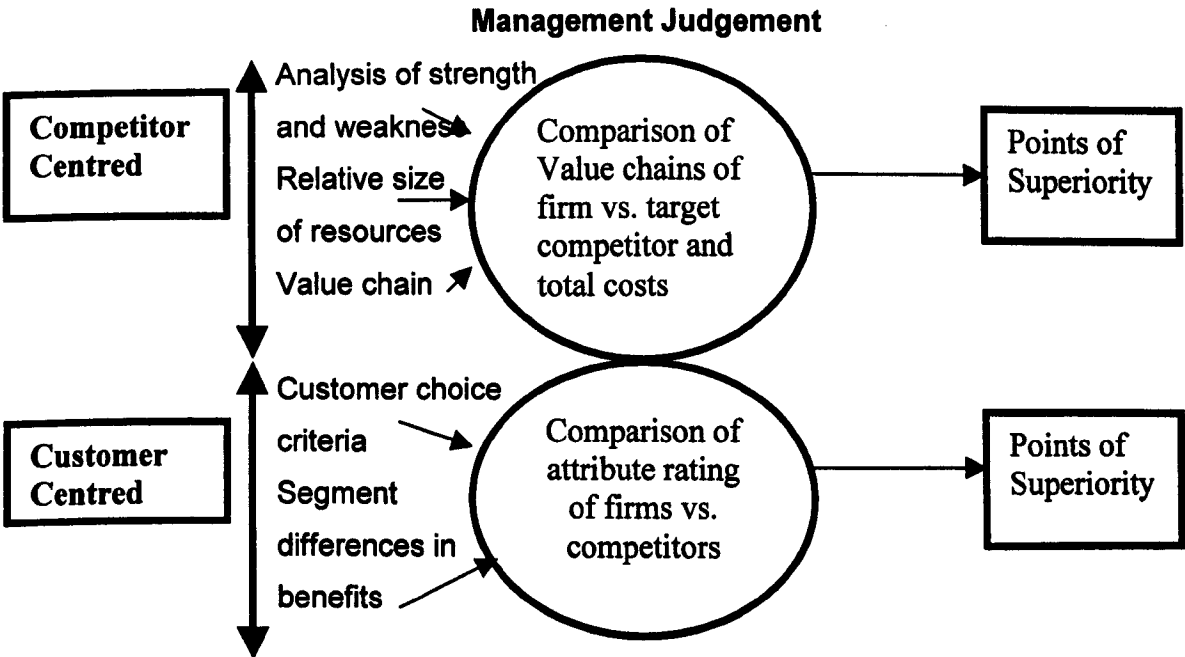 Management Judgement
Competitor
Centred
Analysis of strength
and weakness
Relative size
of resources
Value chain
Comparison of
Value chains of
firm vs. target
competitor and
total costs
Points of
Superiority
Customer
Centred
Customer choice
criteria
Segment
differences in
benefits
Comparison of
attribute rating
of firms vs.
competitors
Points of
Superiority